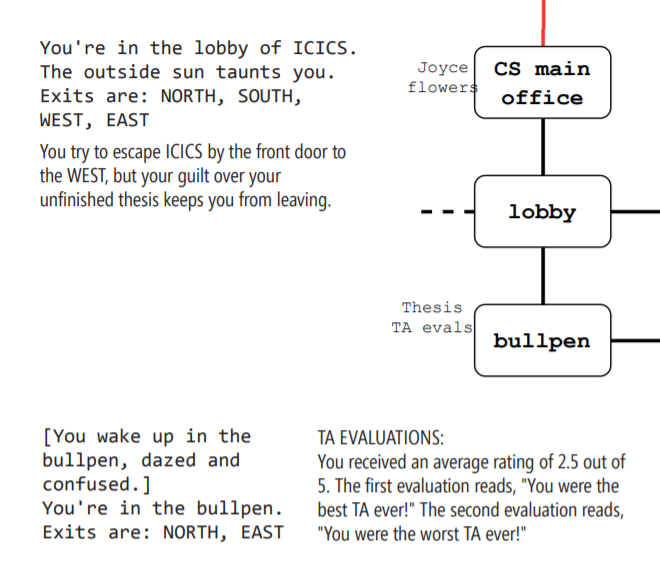 You're in the lobby of ICICS.
The outside sun taunts you.
Exits are: NORTH, SOUTH,
WEST, EAST
You try to escape ICICS by the front door to
the WEST, but your guilt over your
unfinished thesis keeps you from leaving.
Joyce
flowers
CS main
office
lobby
Thesis
TA evals
bullpen
[You wake up in the
bullpen, dazed and
confused.]
You're in the bullpen.
Exits are: NORTH, EAST
TA EVALUATIONS:
You received an average rating of 2.5 out of
5. The first evaluation reads, "You were the
best TA ever!" The second evaluation reads,
"You were the worst TA ever!"